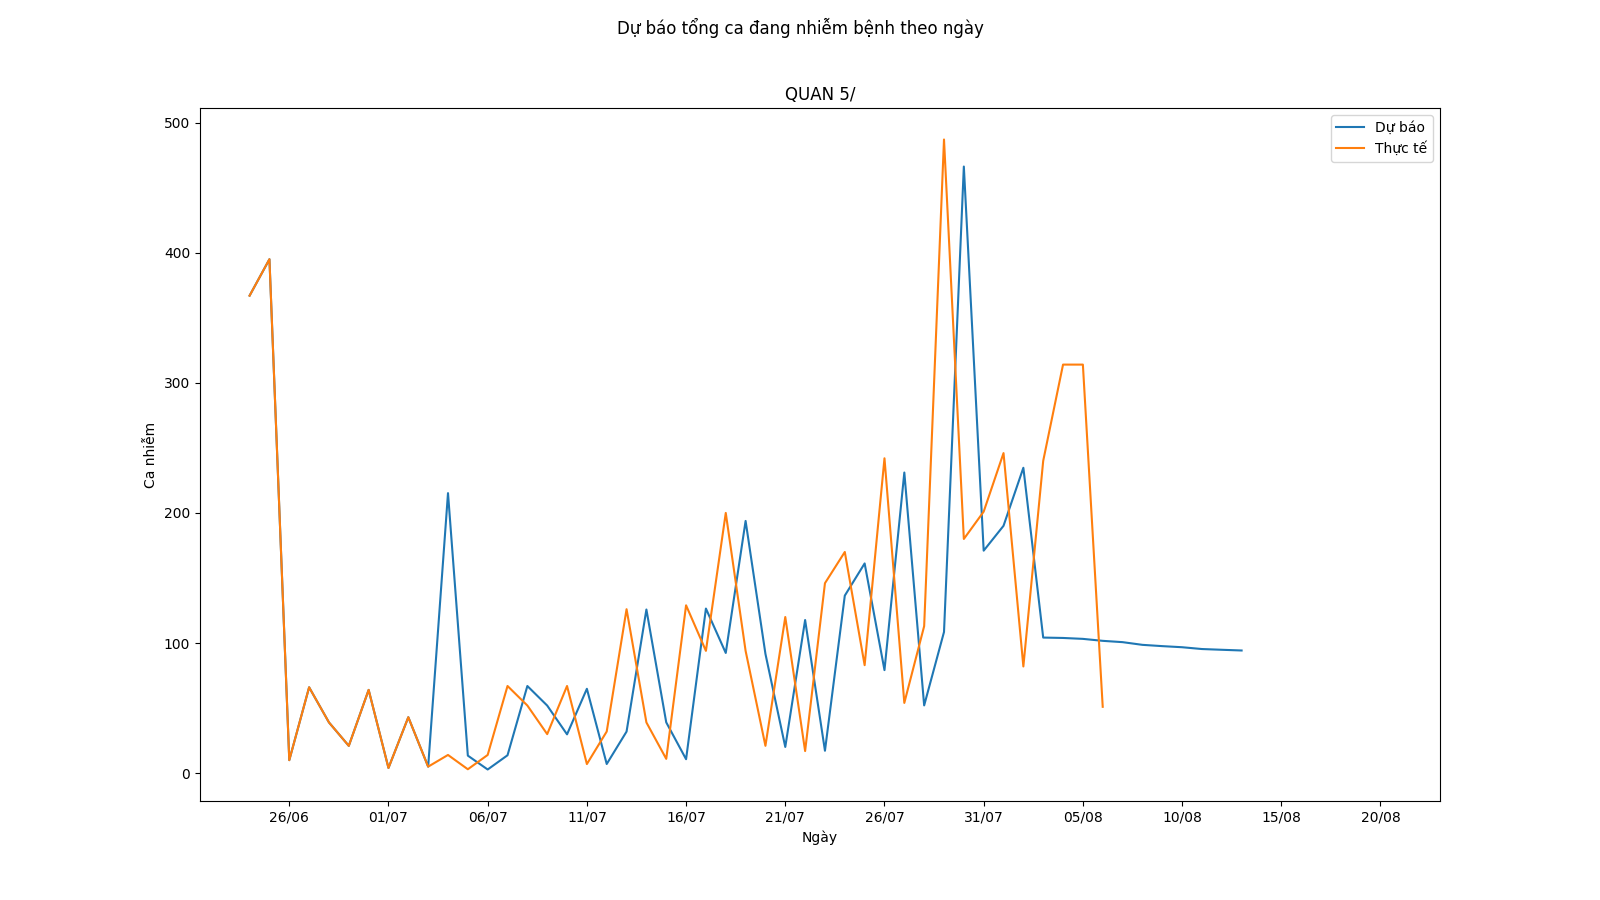 Dự báo tổng ca đang nhiễm bệnh theo ngày
QUAN 5/
Dự báo
Thực tế
500
400
300
200
100
0
Ca nhiễm
26/06 01/07 06/07 11/07 16/07 21/07 26/07 31/07 05/08 10/08 15/08 20/08
Ngày